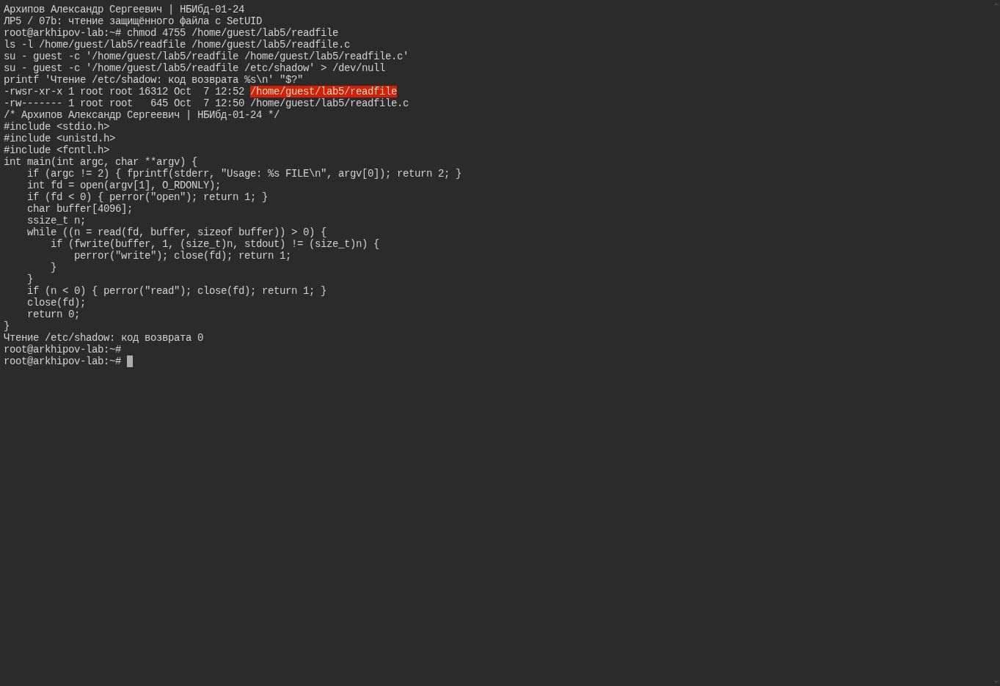 Архипов Александр Сергеевич | НБИбд-01-24
ЛР5 / 07b: чтение защищённого файла с SetUID
root@arkhipov-lab:~# chmod 4755 /home/guest/lab5/readfile
ls -l /home/guest/lab5/readfile /home/guest/lab5/readfile.c
su - guest -c '/home/guest/lab5/readfile /home/guest/lab5/readfile.c'
su - guest -c '/home/guest/lab5/readfile /etc/shadow' > /dev/null
printf 'Чтение /etc/shadow: код возврата %s\n' "$?"
-rwsr-xr-x 1 root root 16312 Oct  7 12:52 /home/guest/lab5/readfile
-rw------- 1 root root   645 Oct  7 12:50 /home/guest/lab5/readfile.c
/* Архипов Александр Сергеевич | НБИбд-01-24 */
#include <stdio.h>
#include <unistd.h>
#include <fcntl.h>
int main(int argc, char **argv) {
    if (argc != 2) { fprintf(stderr, "Usage: %s FILE\n", argv[0]); return 2; }
    int fd = open(argv[1], O_RDONLY);
    if (fd < 0) { perror("open"); return 1; }
    char buffer[4096];
    ssize_t n;
    while ((n = read(fd, buffer, sizeof buffer)) > 0) {
        if (fwrite(buffer, 1, (size_t)n, stdout) != (size_t)n) {
            perror("write"); close(fd); return 1;
        }
    }
    if (n < 0) { perror("read"); close(fd); return 1; }
    close(fd);
    return 0;
}
Чтение /etc/shadow: код возврата 0
root@arkhipov-lab:~#
root@arkhipov-lab:~#